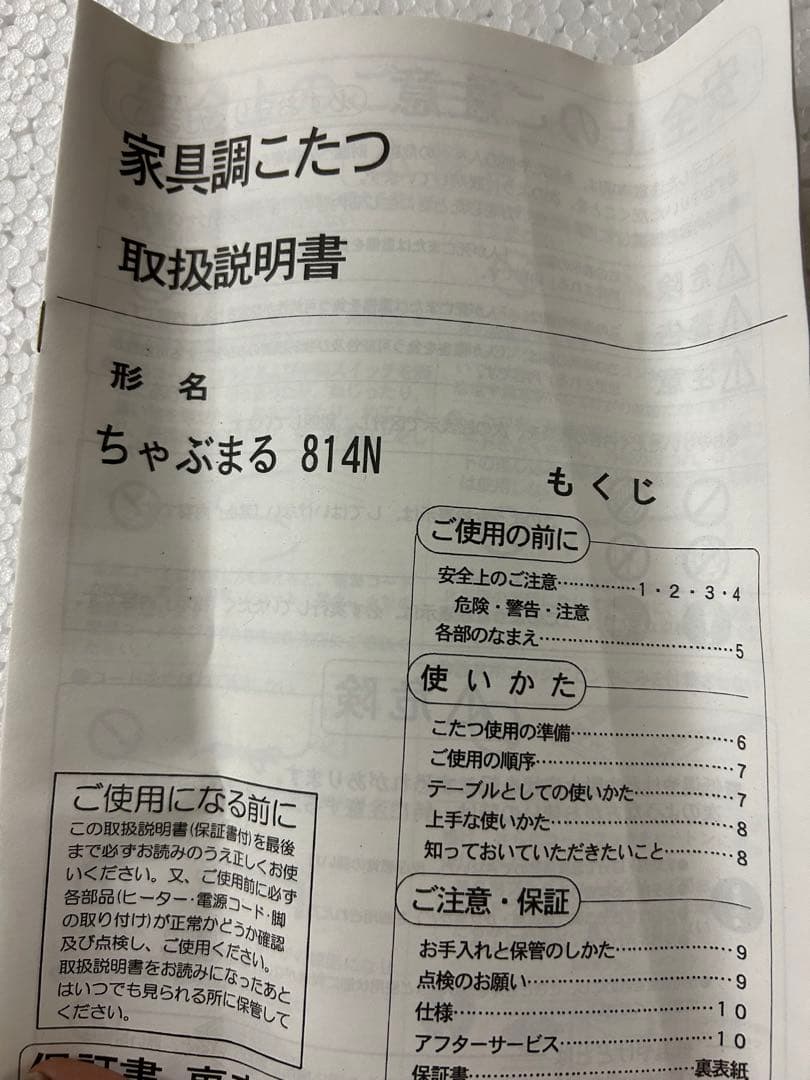 家具調こたつ
取扱説明書
形名
ちゃぶまる 814N
もくじ
ご使用の前に
安全上のご注意……………1・2・3・4
危険・警告・注意
各部のなまえ………………………………5
使いかた
こたつ使用の準備…………………………6
ご使用の順序………………………………7
テーブルとしての使いかた………………7
上手な使いかた……………………………8
知っておいていただきたいこと…………8
ご注意・保証
お手入れと保管のしかた…………………9
点検のお願い………………………………9
仕様………………………………………10
アフターサービス………………………10
保証書……………………………裏表紙
ご使用になる前に
この取扱説明書(保証書付)を最後
まで必ずお読みのうえ正しくお使
いください。又、ご使用前に必ず
各部品(ヒーター・電源コード・脚
の取り付け)が正常かどうか確認
及び点検し、ご使用ください。
取扱説明書をお読みになったあと
はいつでも見られる所に保管して
ください。
保証書